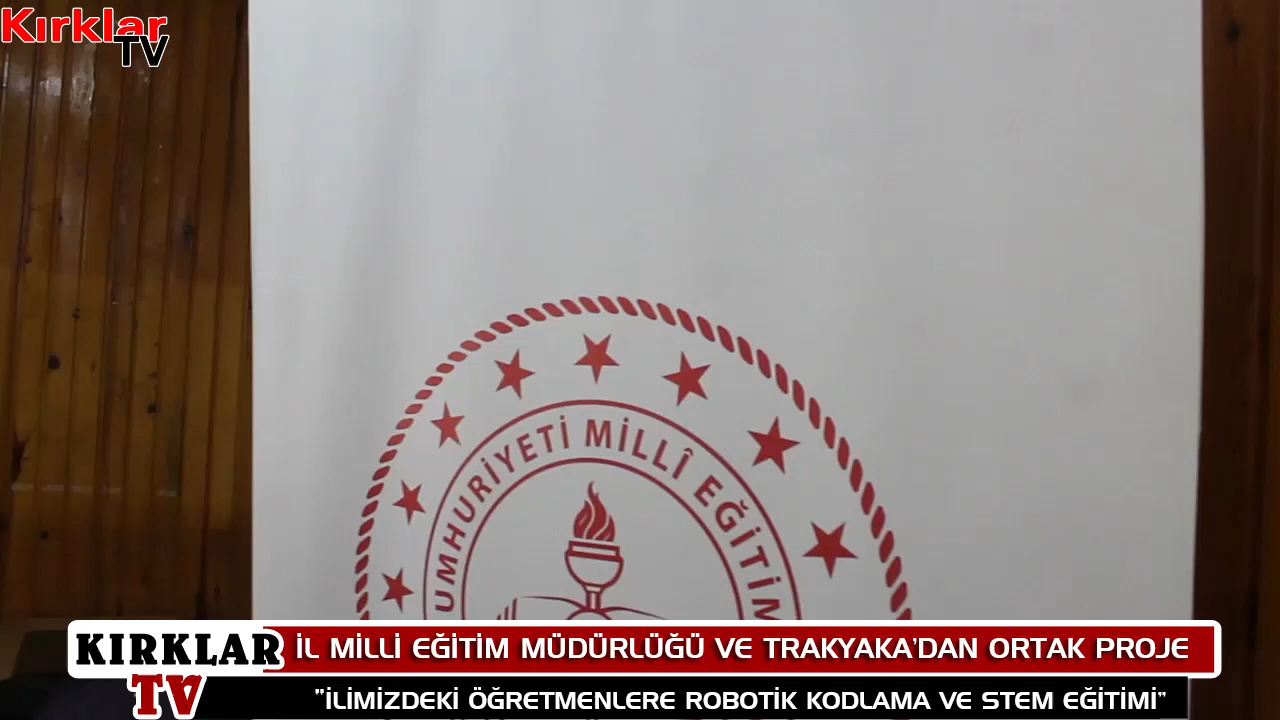 Kırklar
TV
UMHURİYETİ MİLLÎ EĞİTİM
KIRKLAR
TV
İL MİLLİ EĞİTİM MÜDÜRLÜĞÜ VE TRAKYAKA'DAN ORTAK PROJE
"İLİMİZDEKİ ÖĞRETMENLERE ROBOTİK KODLAMA VE STEM EĞİTİMİ”